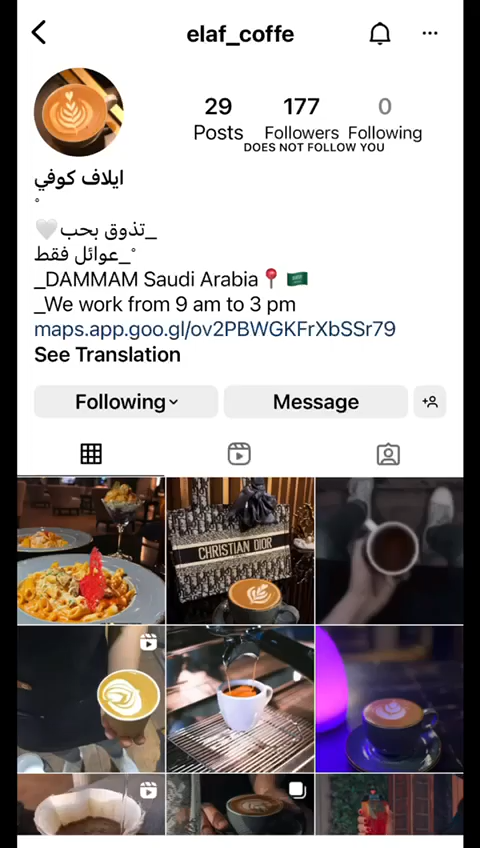 elaf_coffe
29
177
0
Posts
Followers
Following
DOES NOT FOLLOW YOU
ايلاف كوفي
°
_تذوق بحب🤍
_عوائل فقط°
_DAMMAM Saudi Arabia📍🇸🇦
_We work from 9 am to 3 pm
maps.app.goo.gl/ov2PBWGKFrXbSSr79
See Translation
Following
Message
CHRISTIAN DIOR